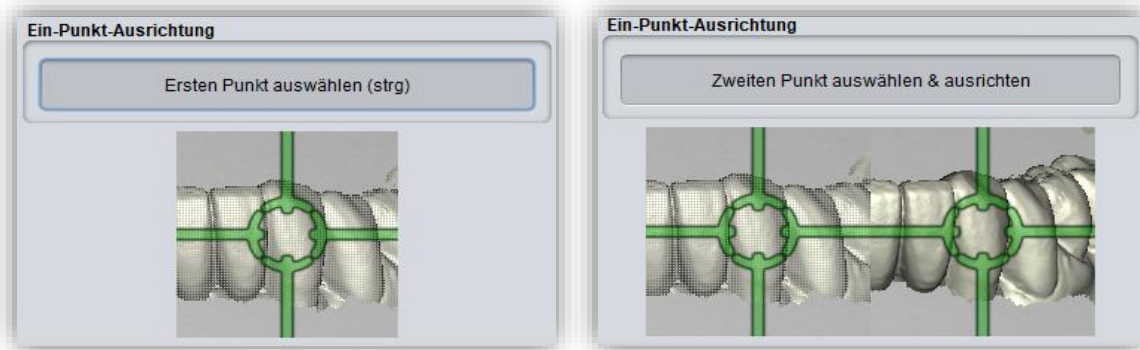 Ein-Punkt-Ausrichtung
Ersten Punkt auswählen (strg)
Ein-Punkt-Ausrichtung
Zweiten Punkt auswählen & ausrichten